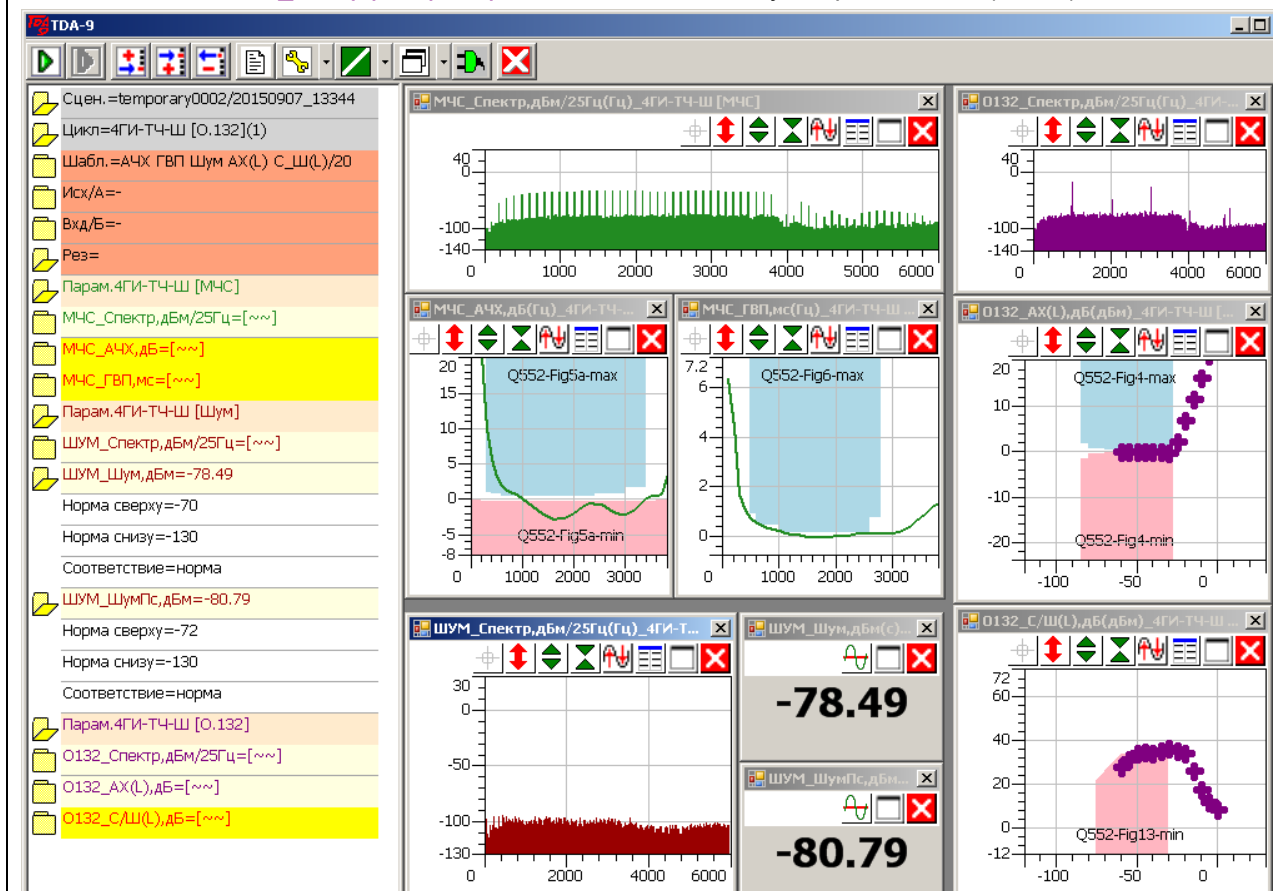 TDA-9
Сцен.=temporary0002/20150907_13344
Цикл=4ГИ-ТЧ-Ш [О.132](1)
Шабл.=АЧХ ГВП Шум АХ(L) С_Ш(L)/20
Исх/А=-
Вхд/Б=-
Рез=
Парам.4ГИ-ТЧ-Ш [МЧС]
МЧС_Спектр,дБм/25Гц=[~~]
МЧС_АЧХ,дБ=[~~]
МЧС_ГВП,мс=[~~]
Парам.4ГИ-ТЧ-Ш [Шум]
ШУМ_Спектр,дБм/25Гц=[~~]
ШУМ_Шум,дБм=-78.49
Норма сверху=-70
Норма снизу=-130
Соответствие=норма
ШУМ_ШумПс,дБм=-80.79
Норма сверху=-72
Норма снизу=-130
Соответствие=норма
Парам.4ГИ-ТЧ-Ш [О.132]
О132_Спектр,дБм/25Гц=[~~]
О132_АХ(L),дБ=[~~]
О132_С/Ш(L),дБ=[~~]
МЧС_Спектр,дБм/25Гц(Гц)_4ГИ-ТЧ-Ш [МЧС]
40
0
-100
-140
0 1000 2000 3000 4000 5000 6000
О132_Спектр,дБм/25Гц(Гц)_4ГИ-...
40
0
-100
-140
0 2000 4000 6000
МЧС_АЧХ,дБ(Гц)_4ГИ-ТЧ-...
20
15
10
5
0
-5
-8
Q552-Fig5a-max
Q552-Fig5a-min
0 1000 2000 3000
МЧС_ГВП,мс(Гц)_4ГИ-ТЧ-Ш ...
7.2
6
4
2
0
Q552-Fig6-max
0 1000 2000 3000
О132_АХ(L),дБ(дБм)_4ГИ-ТЧ-Ш [...
20
10
0
-10
-20
Q552-Fig4-max
Q552-Fig4-min
-100 -50 0
ШУМ_Спектр,дБм/25Гц(Гц)_4ГИ-Т...
30
0
-50
-100
-130
0 2000 4000 6000
ШУМ_Шум,дБм(с)...
-78.49
ШУМ_ШумПс,дБм...
-80.79
О132_С/Ш(L),дБ(дБм)_4ГИ-ТЧ-Ш ...
72
60
40
20
0
-12
Q552-Fig13-min
-100 -50 0